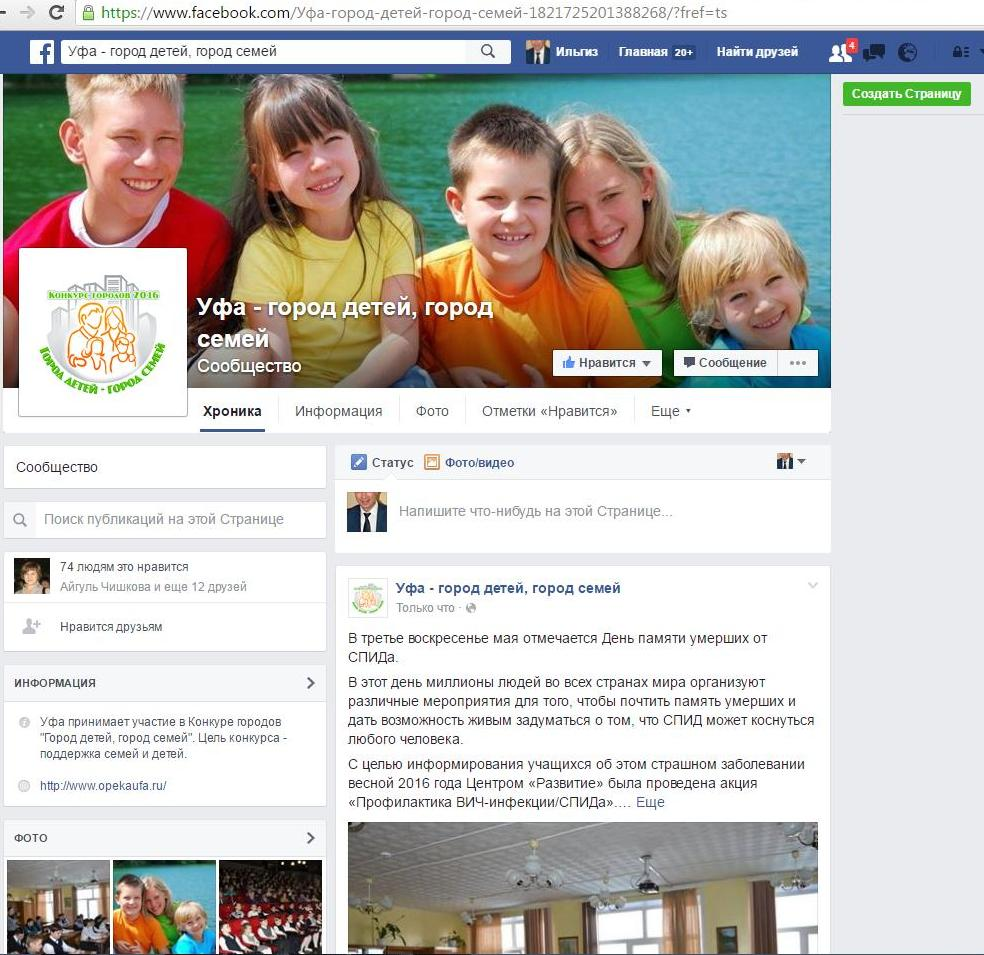 https://www.facebook.com/Уфа-город-детей-город-семей-1821725201388268/?fref=ts
Уфа - город детей, город семей
Ильгиз
Главная 20+
Найти друзей
4
Создать Страницу
КОНКУРС ГОРОДОВ 2016
ГОРОД ДЕТЕЙ - ГОРОД СЕМЕЙ
Уфа - город детей, город
семей
Сообщество
Нравится
Сообщение
Хроника
Информация
Фото
Отметки «Нравится»
Еще
Сообщество
Поиск публикаций на этой Странице
74 людям это нравится
Айгуль Чишкова и еще 12 друзей
Нравится друзьям
ИНФОРМАЦИЯ
Уфа принимает участие в Конкуре городов
"Город детей, город семей". Цель конкурса -
поддержка семей и детей.
http://www.opekaufa.ru/
ФОТО
Статус
Фото/видео
Напишите что-нибудь на этой Странице...
Уфа - город детей, город семей
Только что ·
В третье воскресенье мая отмечается День памяти умерших от
СПИДа.
В этот день миллионы людей во всех странах мира организуют
различные мероприятия для того, чтобы почтить память умерших и
дать возможность живым задуматься о том, что СПИД может коснуться
любого человека.
С целью информирования учащихся об этом страшном заболевании
весной 2016 года Центром «Развитие» была проведена акция
«Профилактика ВИЧ-инфекции/СПИДа».... Еще